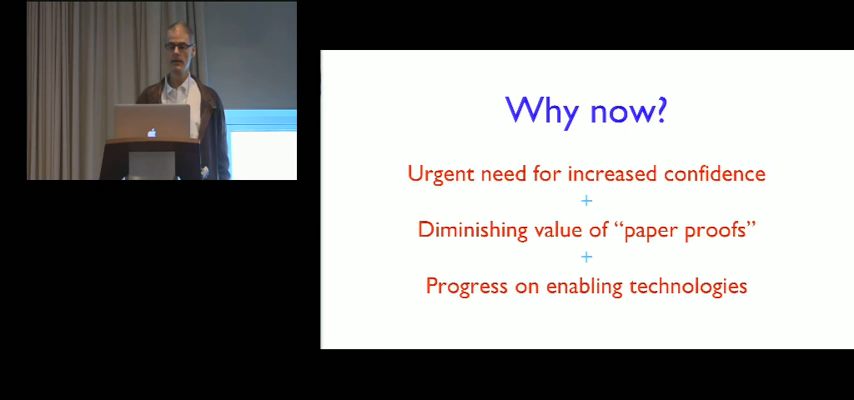 Why now?
Urgent need for increased confidence
+
Diminishing value of “paper proofs”
+
Progress on enabling technologies